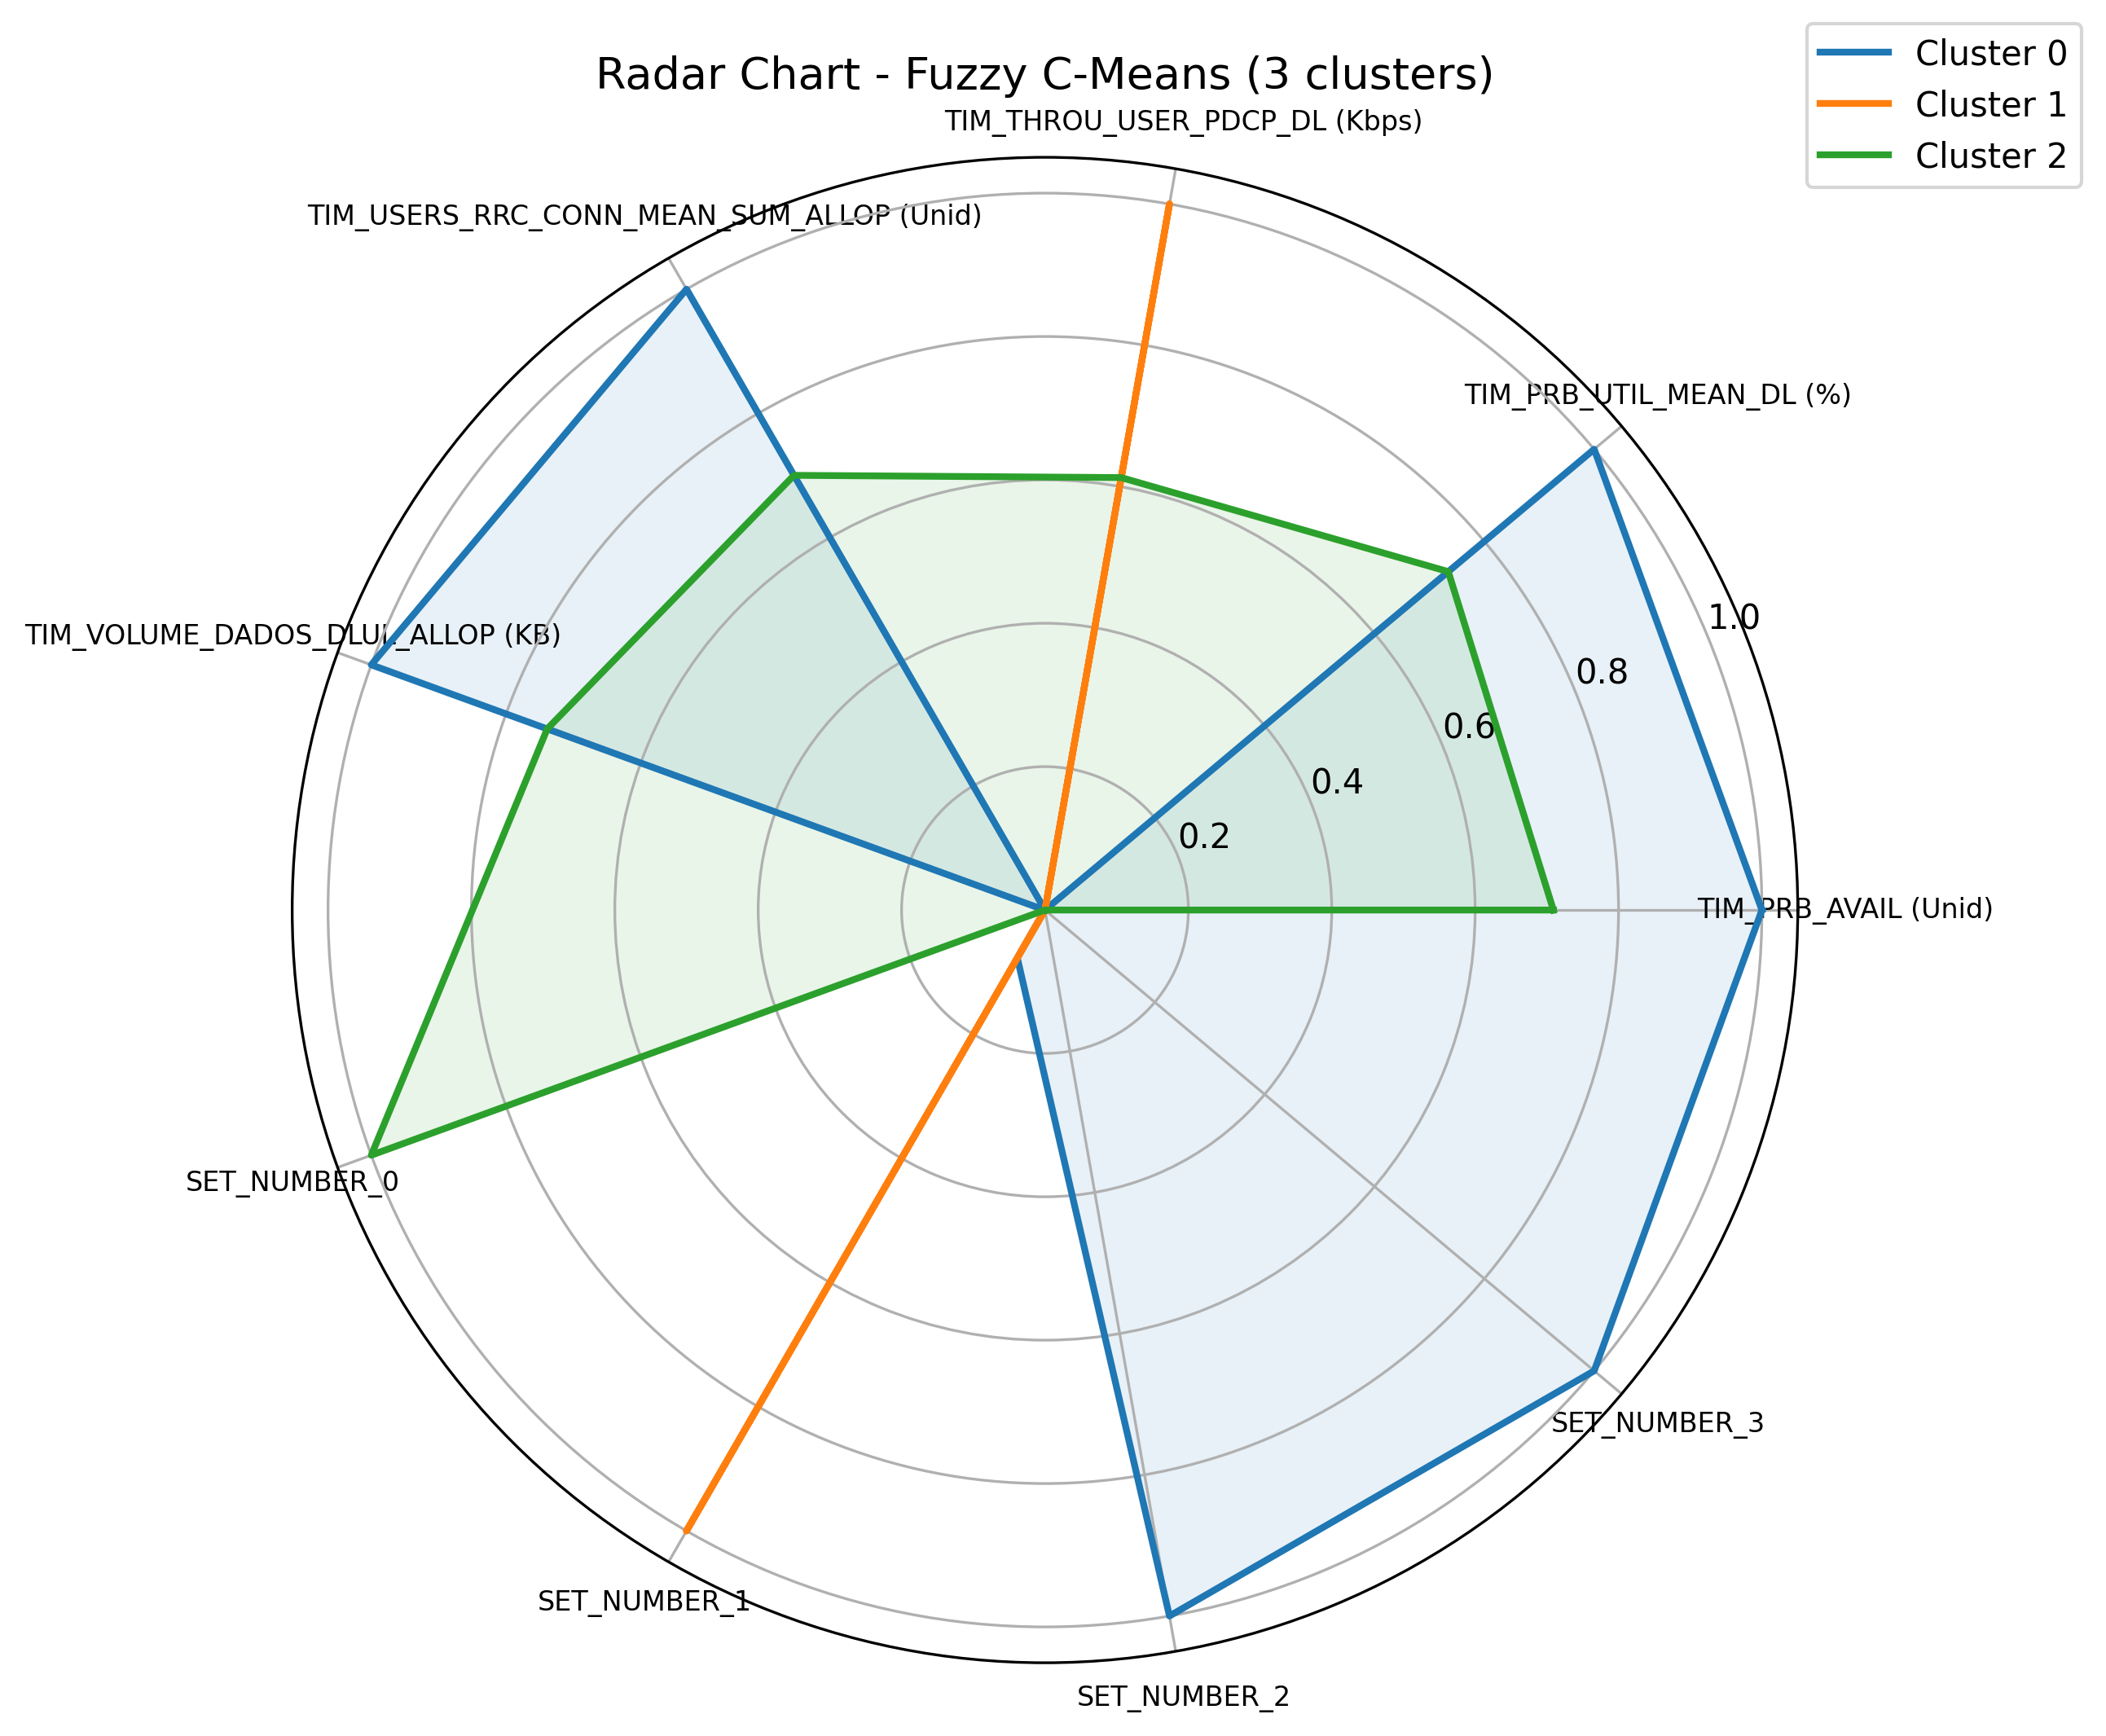 Radar Chart - Fuzzy C-Means (3 clusters)
Cluster 0
Cluster 1
Cluster 2
TIM_THROU_USER_PDCP_DL (Kbps)
TIM_USERS_RRC_CONN_MEAN_SUM_ALLOP (Unid)
TIM_PRB_UTIL_MEAN_DL (%)
TIM_VOLUME_DADOS_DLUL_ALLOP (KB)
1.0
0.8
0.6
0.4
0.2
TIM_PRB_AVAIL (Unid)
SET_NUMBER_0
SET_NUMBER_3
SET_NUMBER_1
SET_NUMBER_2